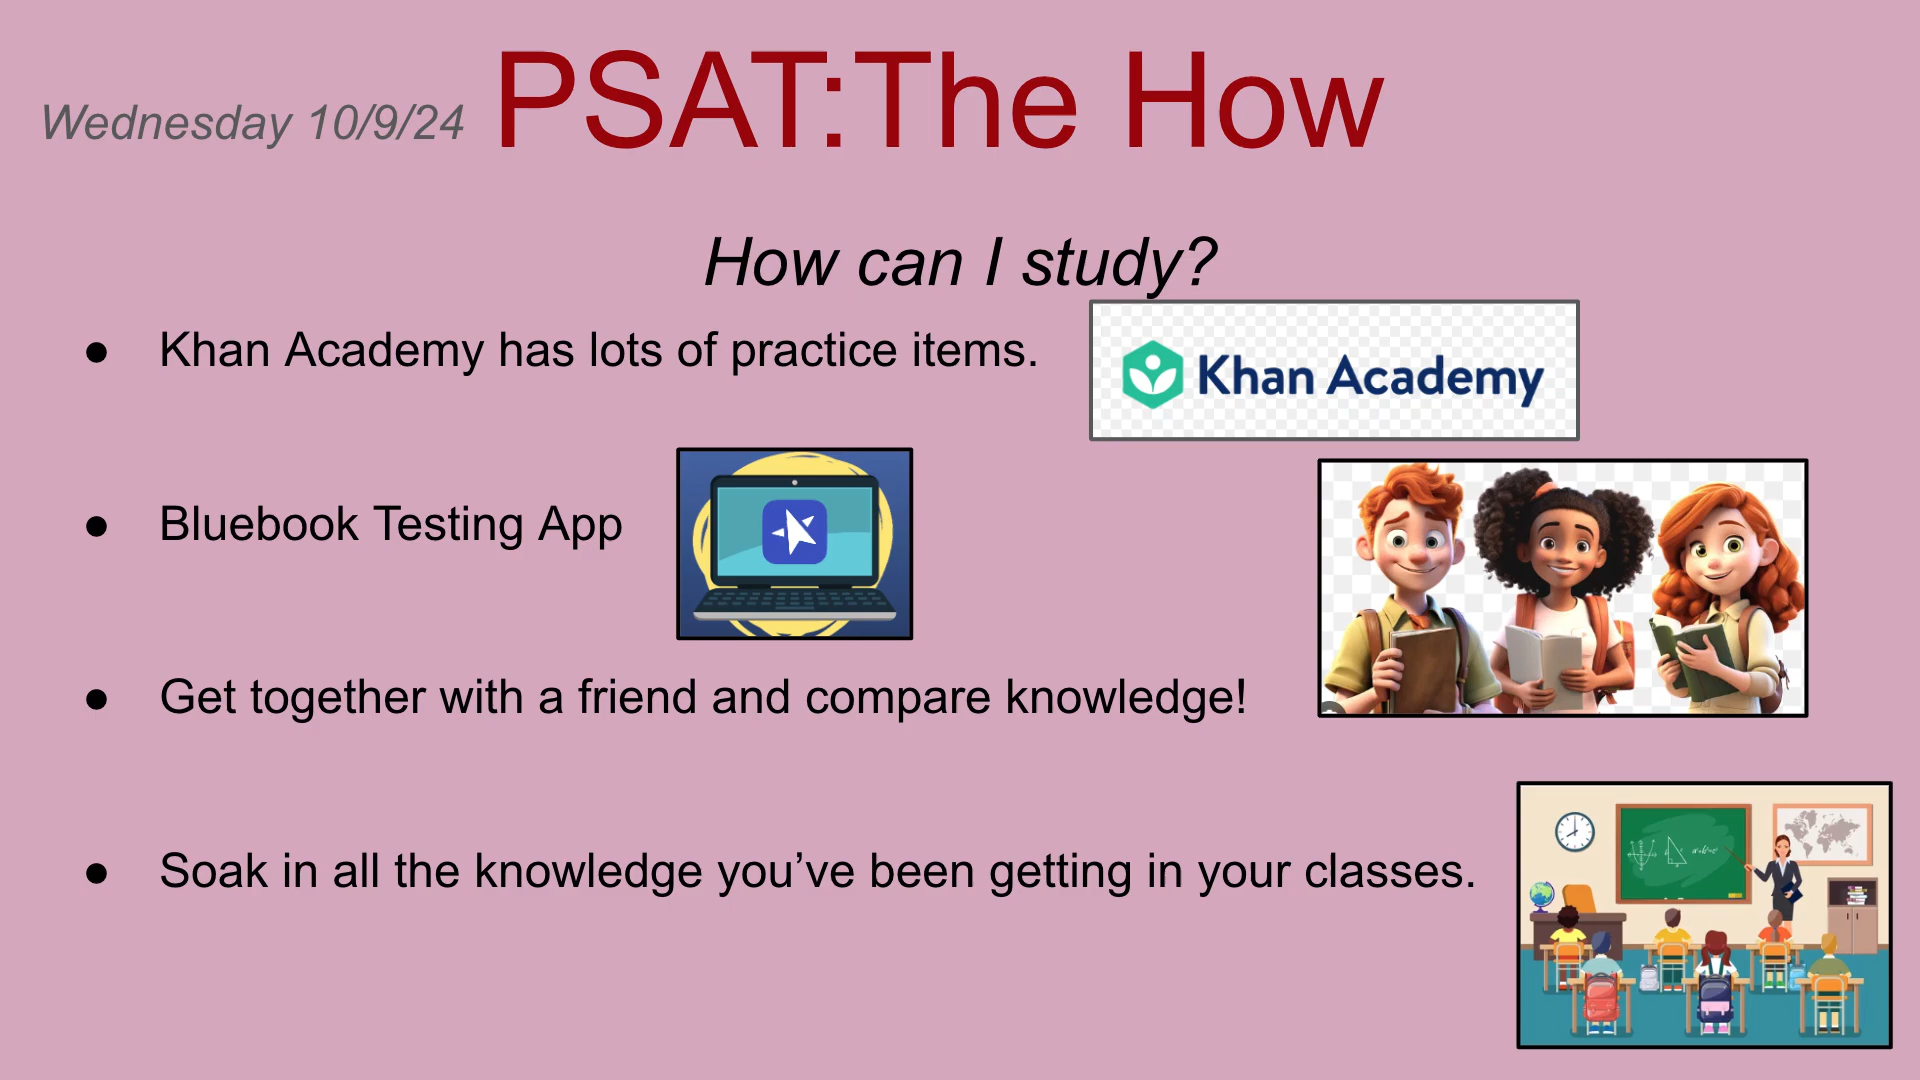 Wednesday 10/9/24
PSAT:The How
How can I study?
● Khan Academy has lots of practice items.
Khan Academy
● Bluebook Testing App
● Get together with a friend and compare knowledge!
● Soak in all the knowledge you’ve been getting in your classes.